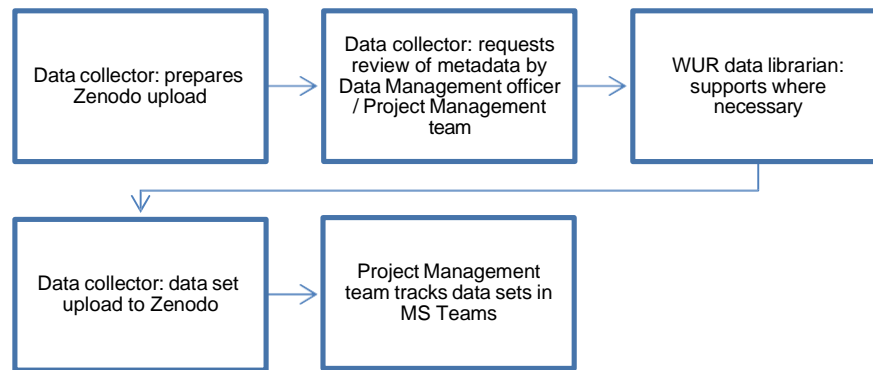 Data collector: prepares
Zenodo upload
Data collector: requests
review of metadata by
Data Management officer
/ Project Management
team
WUR data librarian:
supports where
necessary
Data collector: data set
upload to Zenodo
Project Management
team tracks data sets in
MS Teams